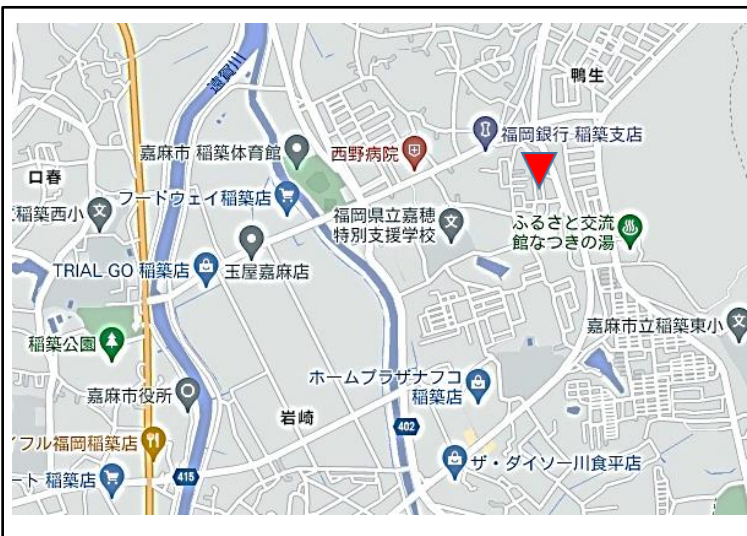 遠賀川
鴨生
福岡銀行 稲築支店
嘉麻市 稲築体育館
西野病院
口春
フードウェイ稲築店
稲築西小
福岡県立嘉穂
特別支援学校
ふるさと交流
館なつきの湯
TRIAL GO 稲築店
玉屋嘉麻店
嘉麻市立稲築東小
稲築公園
ホームプラザナフコ
稲築店
嘉麻市役所
岩崎
402
イフル福岡稲築店
ザ・ダイソー川食平店
ート 稲築店
415